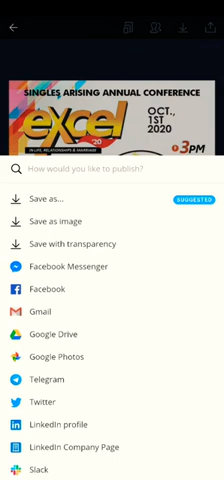 SINGLES ARISING ANNUAL CONFERENCE
excel
'20
IN LIFE, RELATIONSHIPS & MARRIAGE
OCT.,
1ST
2020
3PM
How would you like to publish?
Save as...
SUGGESTED
Save as image
Save with transparency
Facebook Messenger
Facebook
Gmail
Google Drive
Google Photos
Telegram
Twitter
LinkedIn profile
LinkedIn Company Page
Slack